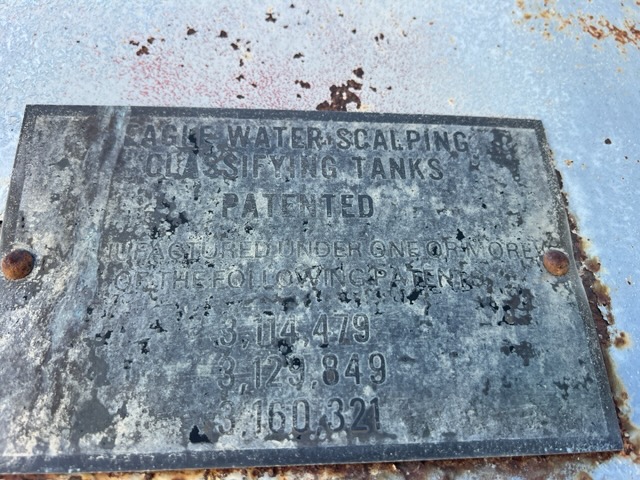 EAGLE WATER SCALPING
CLASSIFYING TANKS
PATENTED
MANUFACTURED UNDER ONE OR MORE
OF THE FOLLOWING PATENTS
3,114,479
3,129,849
3,160,321